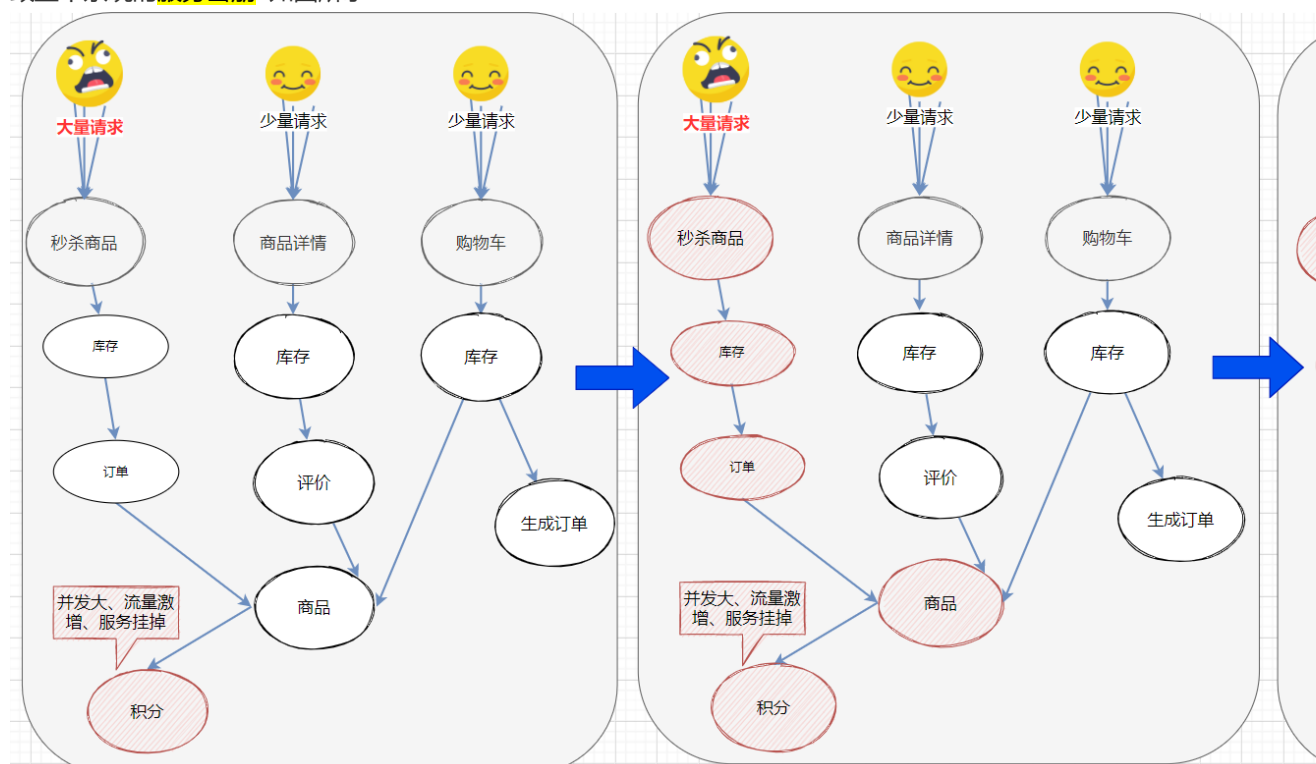 大量请求
少量请求
少量请求
秒杀商品
商品详情
购物车
库存
库存
库存
订单
评价
生成订单
商品
并发大、流量激
增、服务挂掉
积分
大量请求
少量请求
少量请求
秒杀商品
商品详情
购物车
库存
库存
库存
订单
评价
生成订单
商品
并发大、流量激
增、服务挂掉
积分